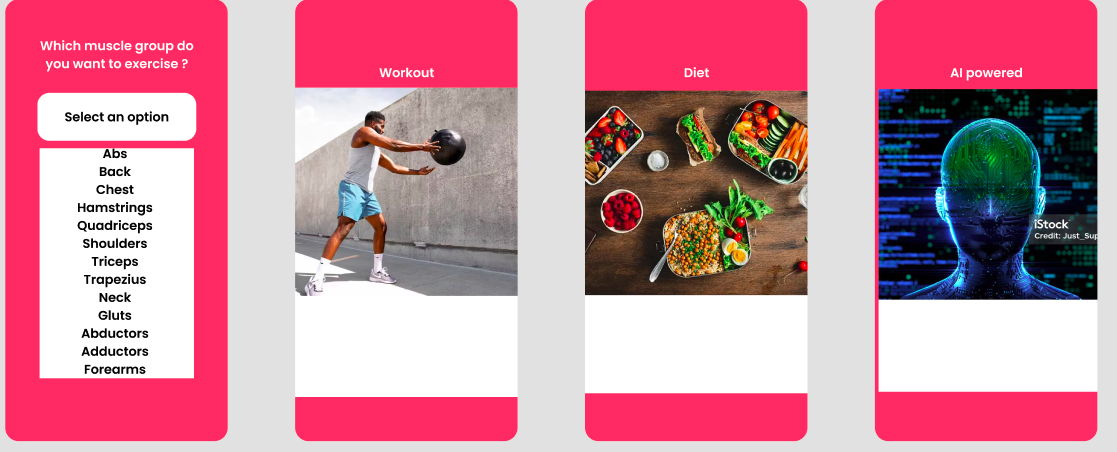 Which muscle group do
you want to exercise ?
Select an option
Abs
Back
Chest
Hamstrings
Quadriceps
Shoulders
Triceps
Trapezius
Neck
Gluts
Abductors
Adductors
Forearms
Workout
Diet
AI powered
iStock
Credit: Just_Sup